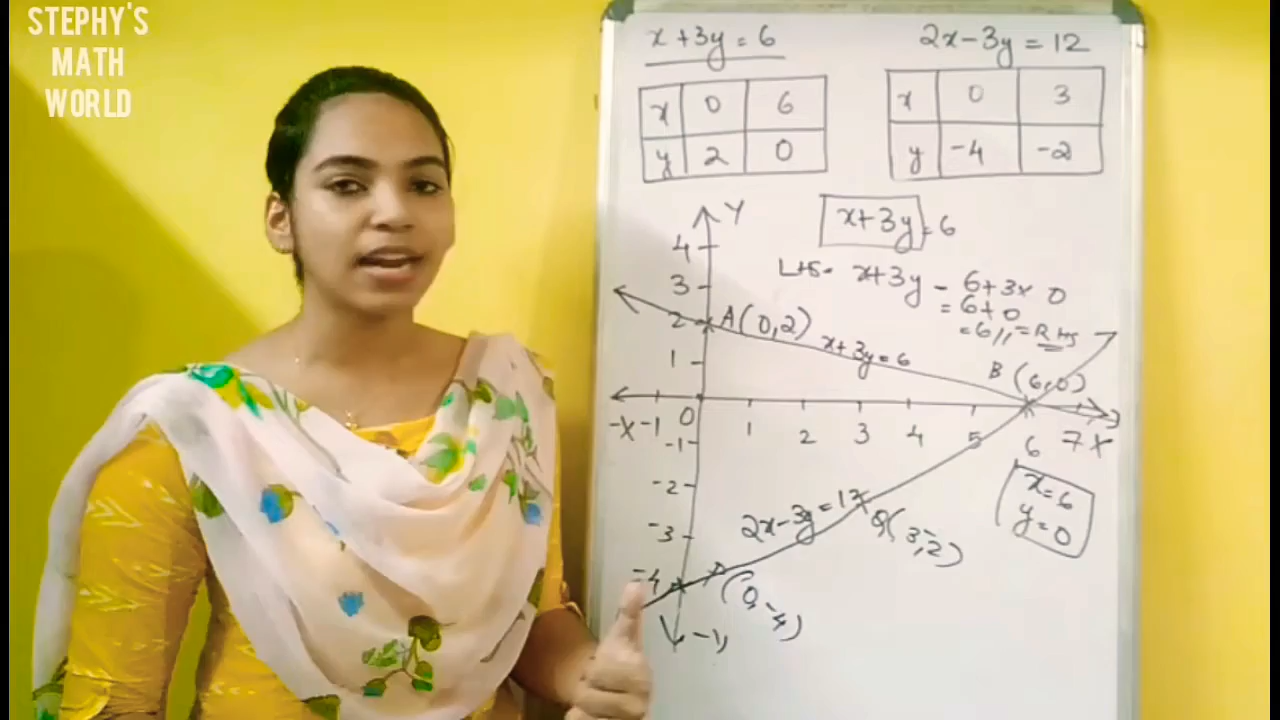 STEPHY'S
MATH
WORLD
x + 3y = 6
2x - 3y = 12
x 0 6
y 2 0
x 0 3
y -4 -2
x + 3y = 6
LHS = x + 3y - 6 + 3 x 0
= 6 + 0
= 6 // = RHS
Y
4
3
2
1
A (0, 2)
x + 3y = 6
B (6, 0)
-X -1 0 1 2 3 4 5 6 7 X
-1
-2
-3
-4
2x - 3y = 12
Q (3, -2)
P (0, -4)
x = 6
y = 0